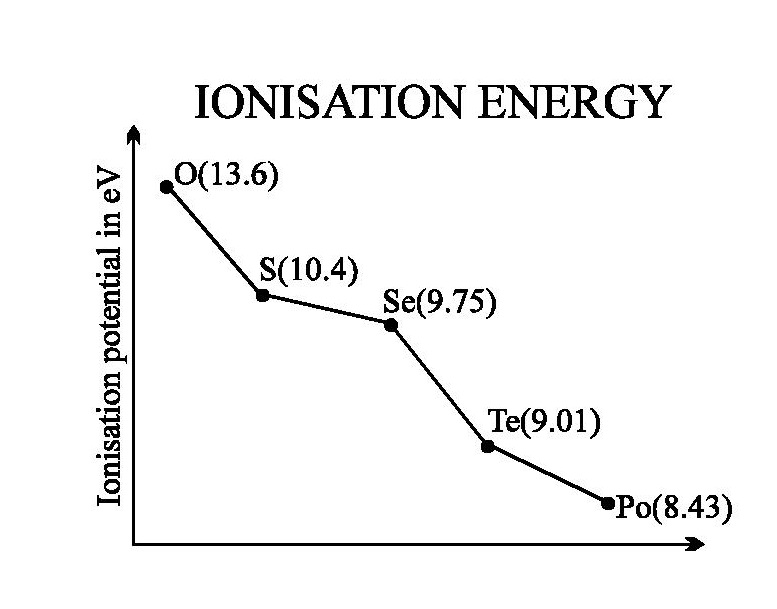 IONISATION ENERGY
Ionisation potential in eV
O(13.6)
S(10.4)
Se(9.75)
Te(9.01)
Po(8.43)